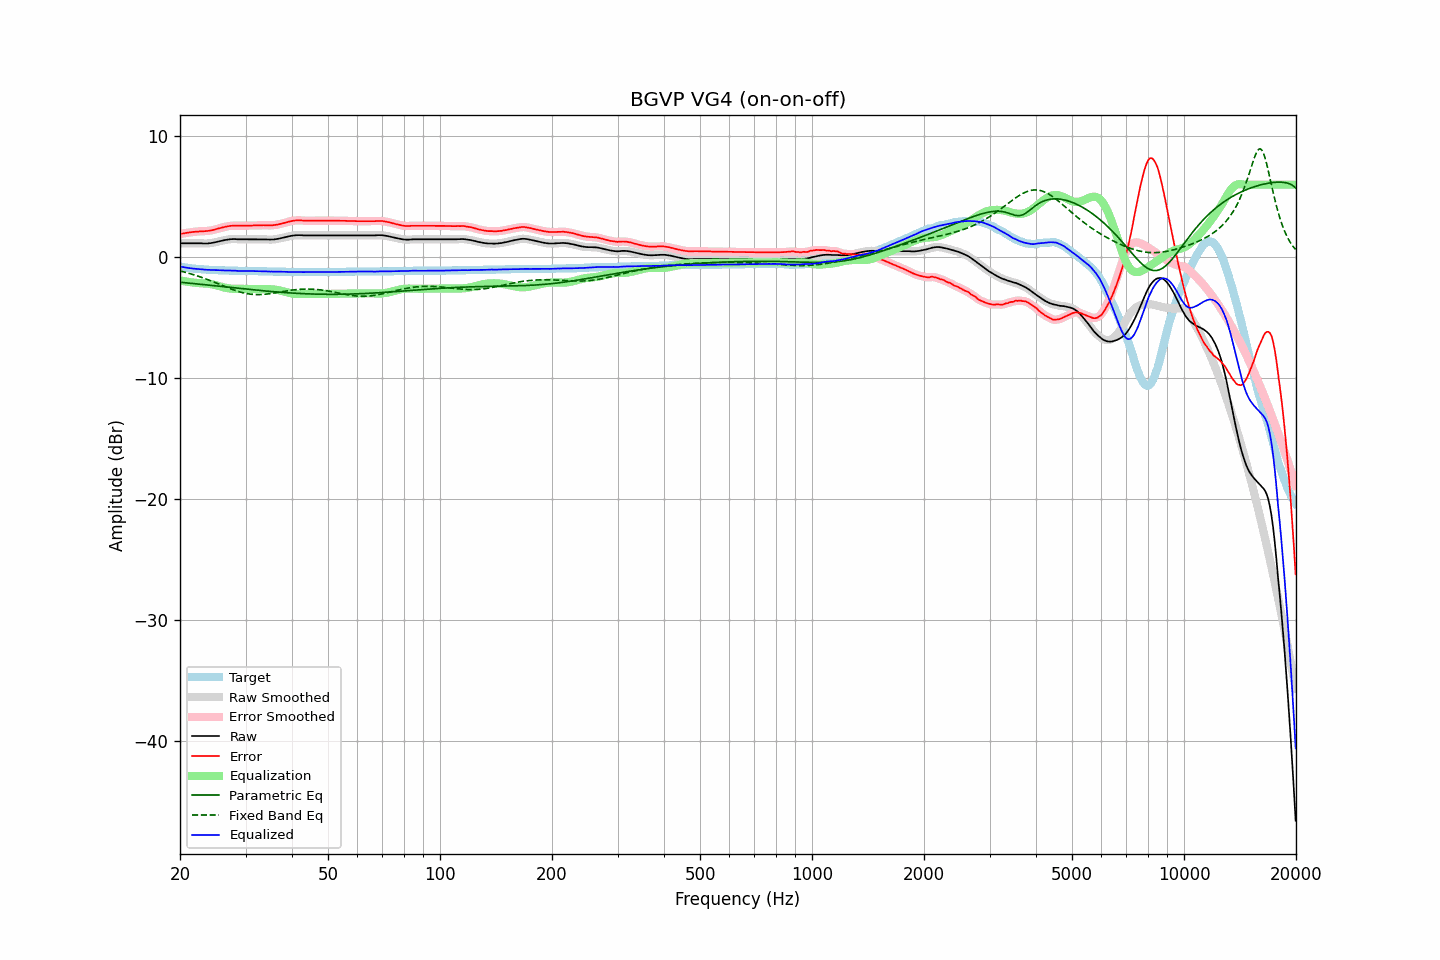 BGVP VG4 (on-on-off)
10
0
−10
−20
−30
−40
Amplitude (dBr)
Target
Raw Smoothed
Error Smoothed
Raw
Error
Equalization
Parametric Eq
Fixed Band Eq
Equalized
20
50
100
200
500
1000
2000
5000
10000
20000
Frequency (Hz)